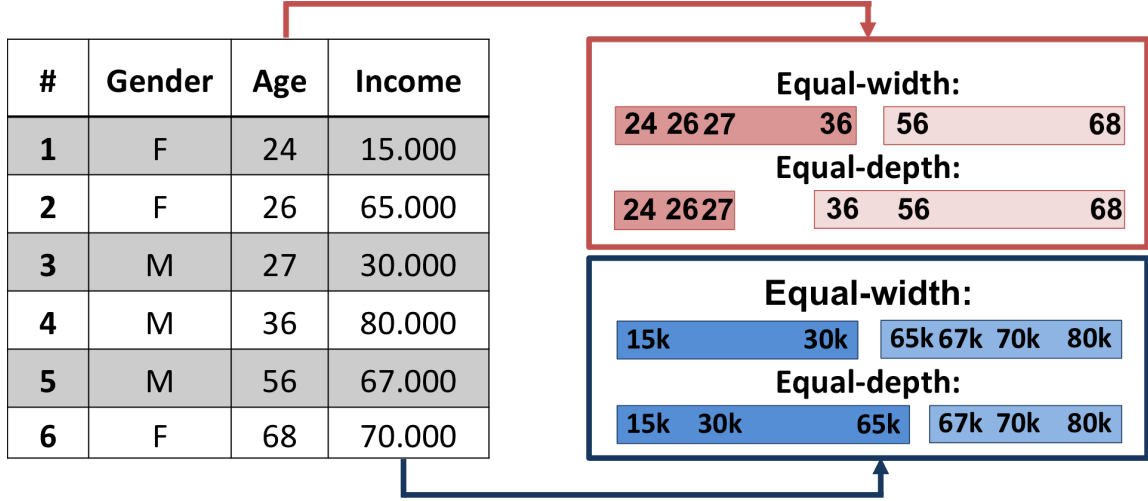 # Gender Age Income
1 F 24 15.000
2 F 26 65.000
3 M 27 30.000
4 M 36 80.000
5 M 56 67.000
6 F 68 70.000
Equal-width:
24 26 27 36 56 68
Equal-depth:
24 26 27 36 56 68
Equal-width:
15k 30k 65k 67k 70k 80k
Equal-depth:
15k 30k 65k 67k 70k 80k